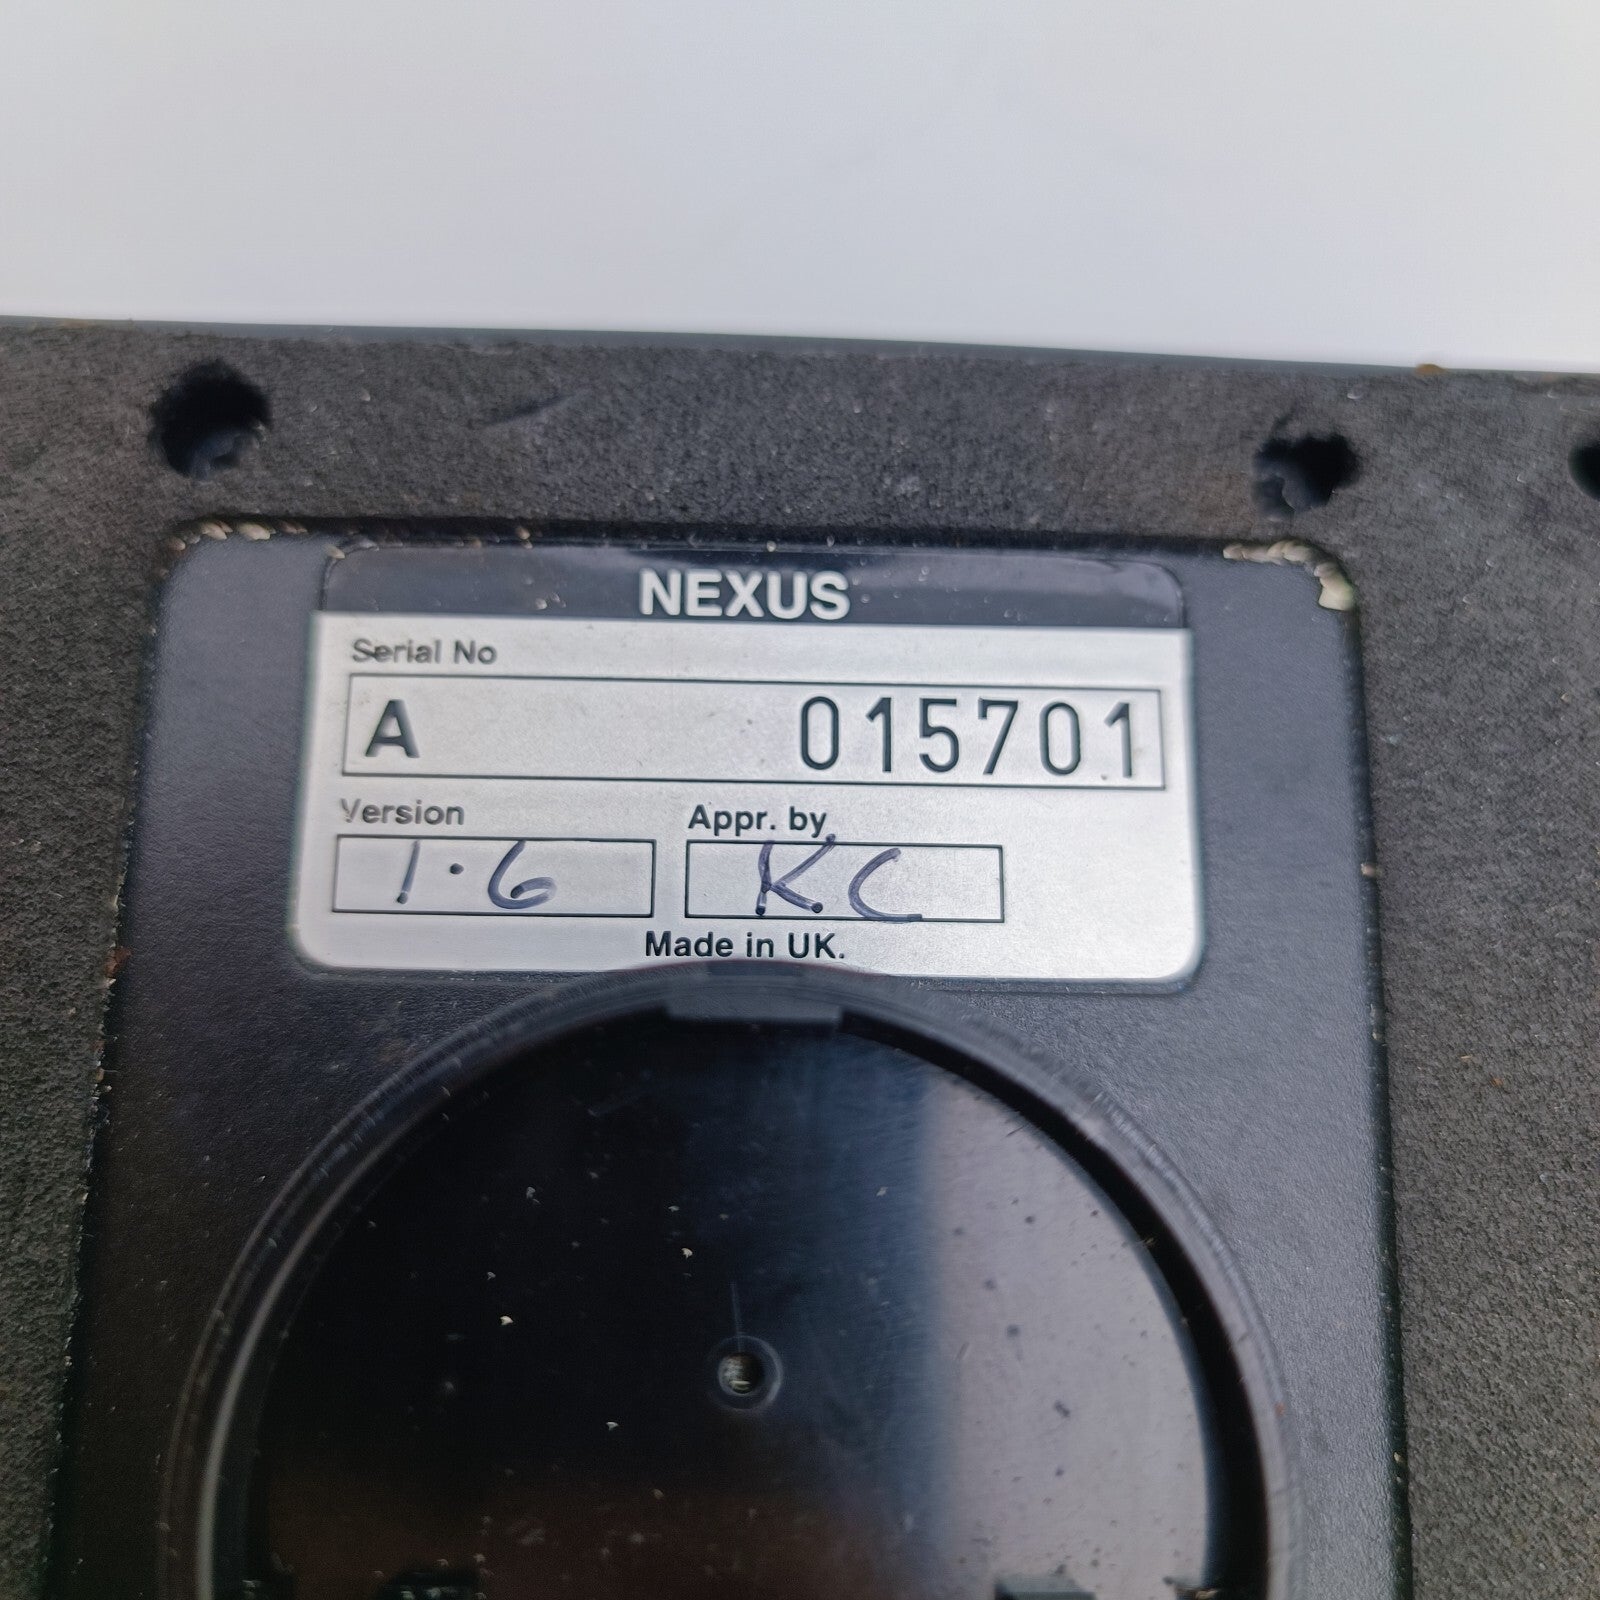 NEXUS
Serial No
A 015701
Version Appr. by
1.6 KC
Made in UK.